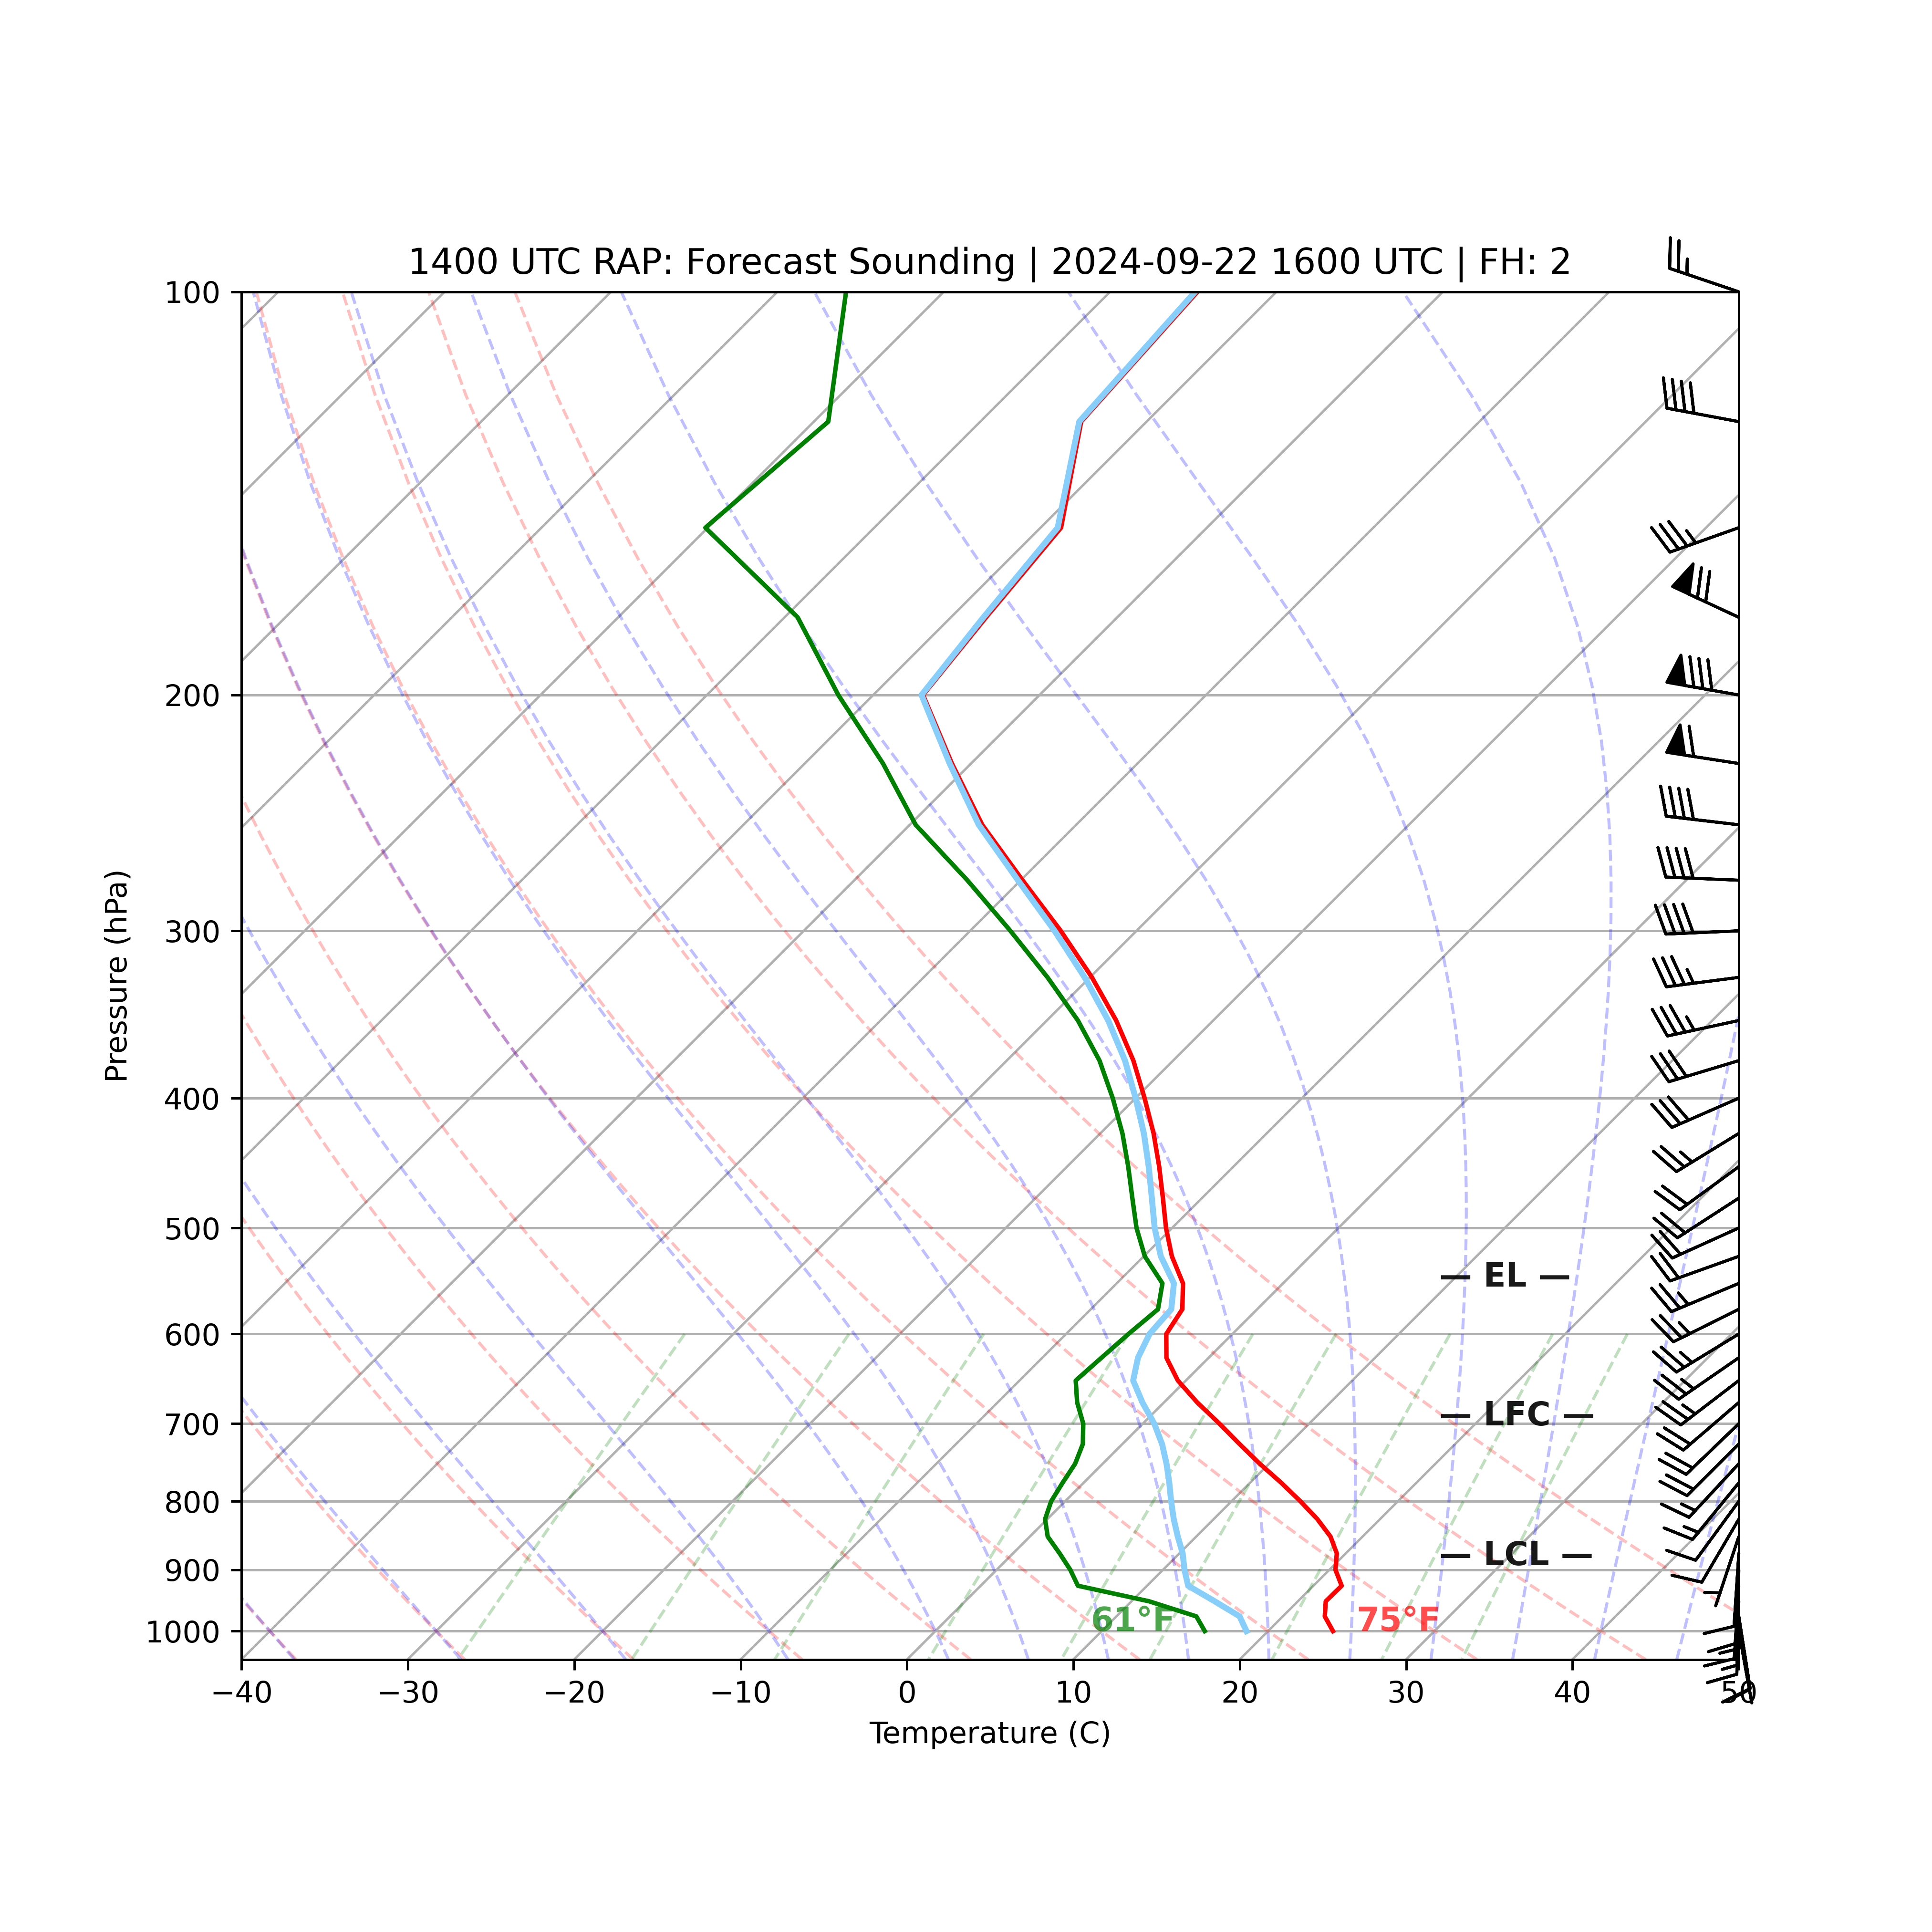 1400 UTC RAP: Forecast Sounding | 2024-09-22 1600 UTC | FH: 2
100
200
300
400
500
600
700
800
900
1000
Pressure (hPa)
— EL —
— LFC —
— LCL —
61°F
75°F
−40 −30 −20 −10 0 10 20 30 40 50
Temperature (C)